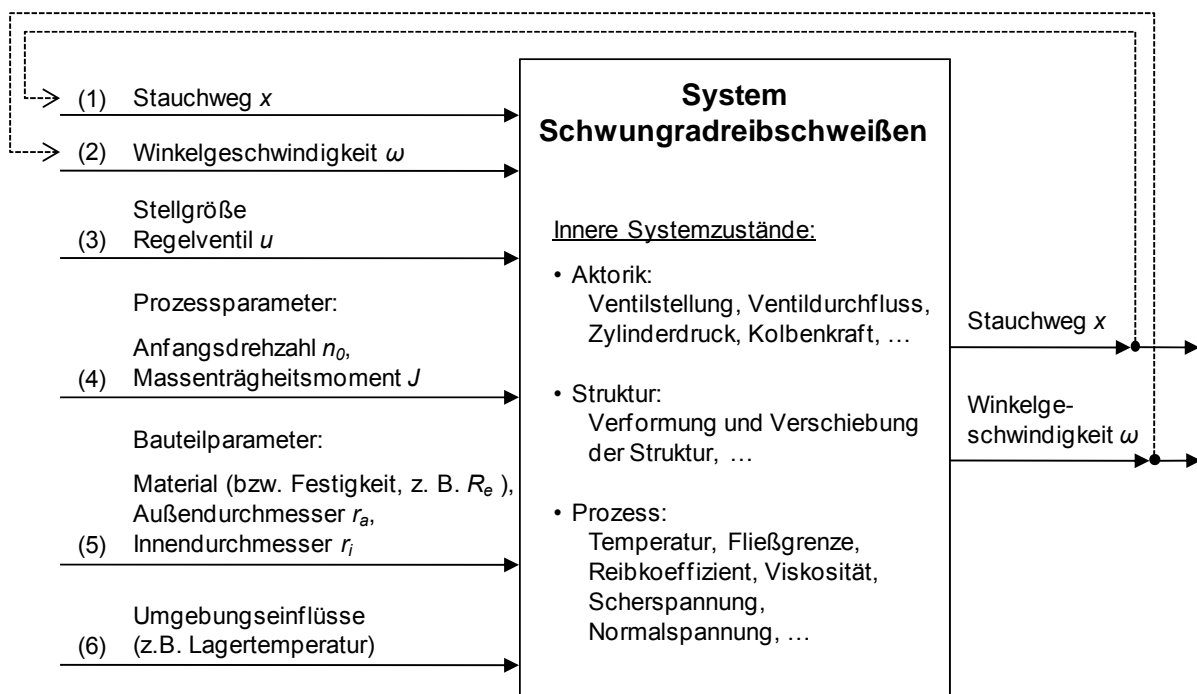 System
Schwungradreibschweißen
(1) Stauchweg x
(2) Winkelgeschwindigkeit ω
Stellgröße
(3) Regelventil u
Prozessparameter:
Anfangsdrehzahl n₀,
(4) Massenträgheitsmoment J
Bauteilparameter:
Material (bzw. Festigkeit, z. B. Rₑ ),
Außendurchmesser rₐ,
(5) Innendurchmesser rᵢ
Umgebungseinflüsse
(6) (z.B. Lagertemperatur)
Innere Systemzustände:
• Aktorik:
Ventilstellung, Ventildurchfluss,
Zylinderdruck, Kolbenkraft, …
• Struktur:
Verformung und Verschiebung
der Struktur, …
• Prozess:
Temperatur, Fließgrenze,
Reibkoeffizient, Viskosität,
Scherspannung,
Normalspannung, …
Stauchweg x
Winkelge-
schwindigkeit ω